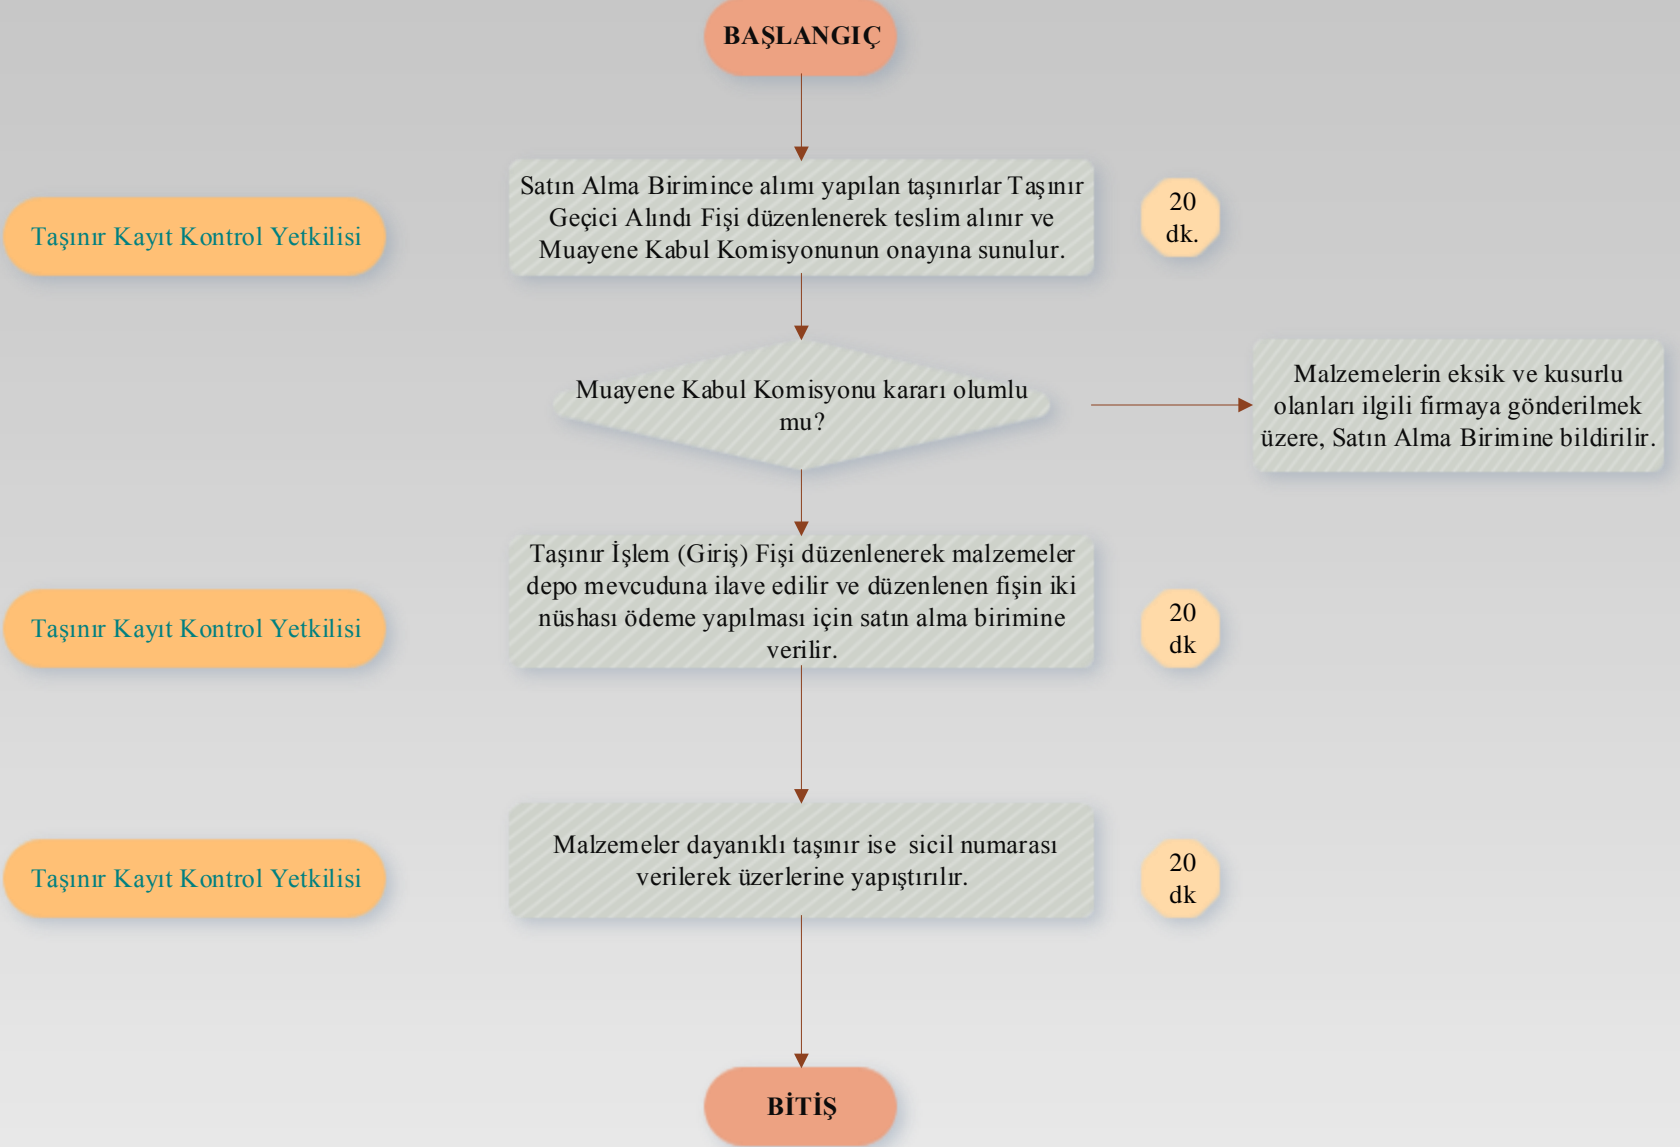 BAŞLANGIÇ
Taşınır Kayıt Kontrol Yetkilisi
Satın Alma Birimince alımı yapılan taşınırlar Taşınır
Geçici Alındı Fişi düzenlenerek teslim alınır ve
Muayene Kabul Komisyonunun onayına sunulur.
20
dk.
Muayene Kabul Komisyonu kararı olumlu
mu?
Malzemelerin eksik ve kusurlu
olanları ilgili firmaya gönderilmek
üzere, Satın Alma Birimine bildirilir.
Taşınır Kayıt Kontrol Yetkilisi
Taşınır İşlem (Giriş) Fişi düzenlenerek malzemeler
depo mevcuduna ilave edilir ve düzenlenen fişin iki
nüshası ödeme yapılması için satın alma birimine
verilir.
20
dk
Taşınır Kayıt Kontrol Yetkilisi
Malzemeler dayanıklı taşınır ise  sicil numarası
verilerek üzerlerine yapıştırılır.
20
dk
BİTİŞ